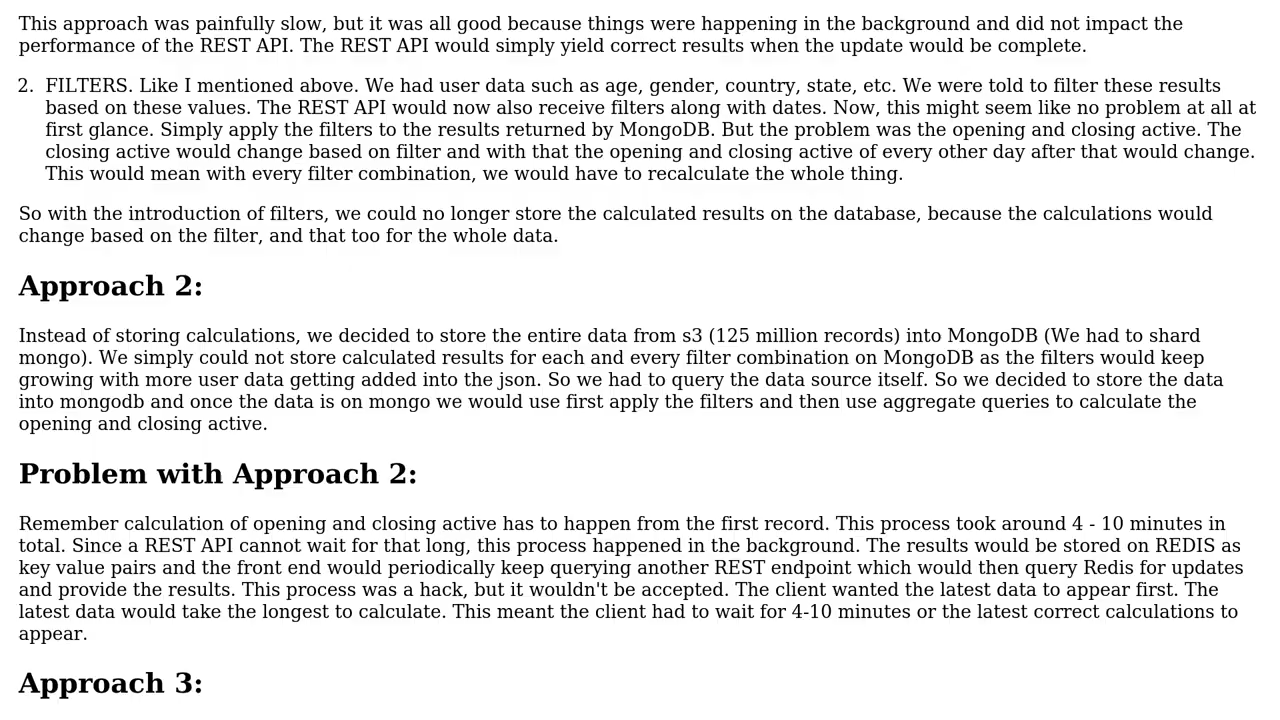 This approach was painfully slow, but it was all good because things were happening in the background and did not impact the
performance of the REST API. The REST API would simply yield correct results when the update would be complete.
2. FILTERS. Like I mentioned above. We had user data such as age, gender, country, state, etc. We were told to filter these results
based on these values. The REST API would now also receive filters along with dates. Now, this might seem like no problem at all at
first glance. Simply apply the filters to the results returned by MongoDB. But the problem was the opening and closing active. The
closing active would change based on filter and with that the opening and closing active of every other day after that would change.
This would mean with every filter combination, we would have to recalculate the whole thing.
So with the introduction of filters, we could no longer store the calculated results on the database, because the calculations would
change based on the filter, and that too for the whole data.
Approach 2:
Instead of storing calculations, we decided to store the entire data from s3 (125 million records) into MongoDB (We had to shard
mongo). We simply could not store calculated results for each and every filter combination on MongoDB as the filters would keep
growing with more user data getting added into the json. So we had to query the data source itself. So we decided to store the data
into mongodb and once the data is on mongo we would use first apply the filters and then use aggregate queries to calculate the
opening and closing active.
Problem with Approach 2:
Remember calculation of opening and closing active has to happen from the first record. This process took around 4 - 10 minutes in
total. Since a REST API cannot wait for that long, this process happened in the background. The results would be stored on REDIS as
key value pairs and the front end would periodically keep querying another REST endpoint which would then query Redis for updates
and provide the results. This process was a hack, but it wouldn't be accepted. The client wanted the latest data to appear first. The
latest data would take the longest to calculate. This meant the client had to wait for 4-10 minutes or the latest correct calculations to
appear.
Approach 3: